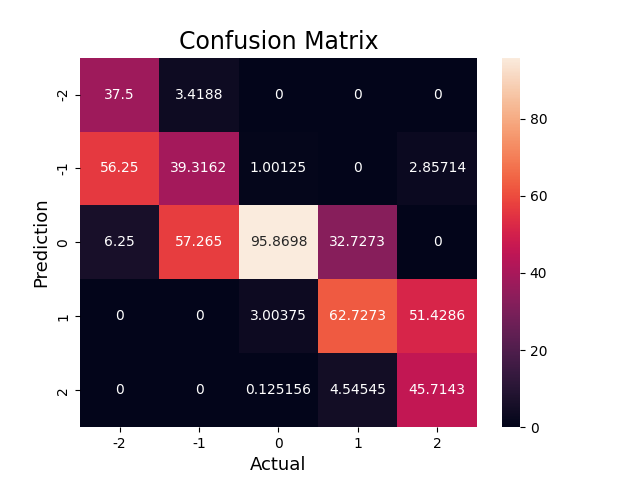 Confusion Matrix
-2 37.5 3.4188 0 0 0
-1 56.25 39.3162 1.00125 0 2.85714
0 6.25 57.265 95.8698 32.7273 0
1 0 0 3.00375 62.7273 51.4286
2 0 0 0.125156 4.54545 45.7143
-2 -1 0 1 2
Prediction
Actual
80
60
40
20
0